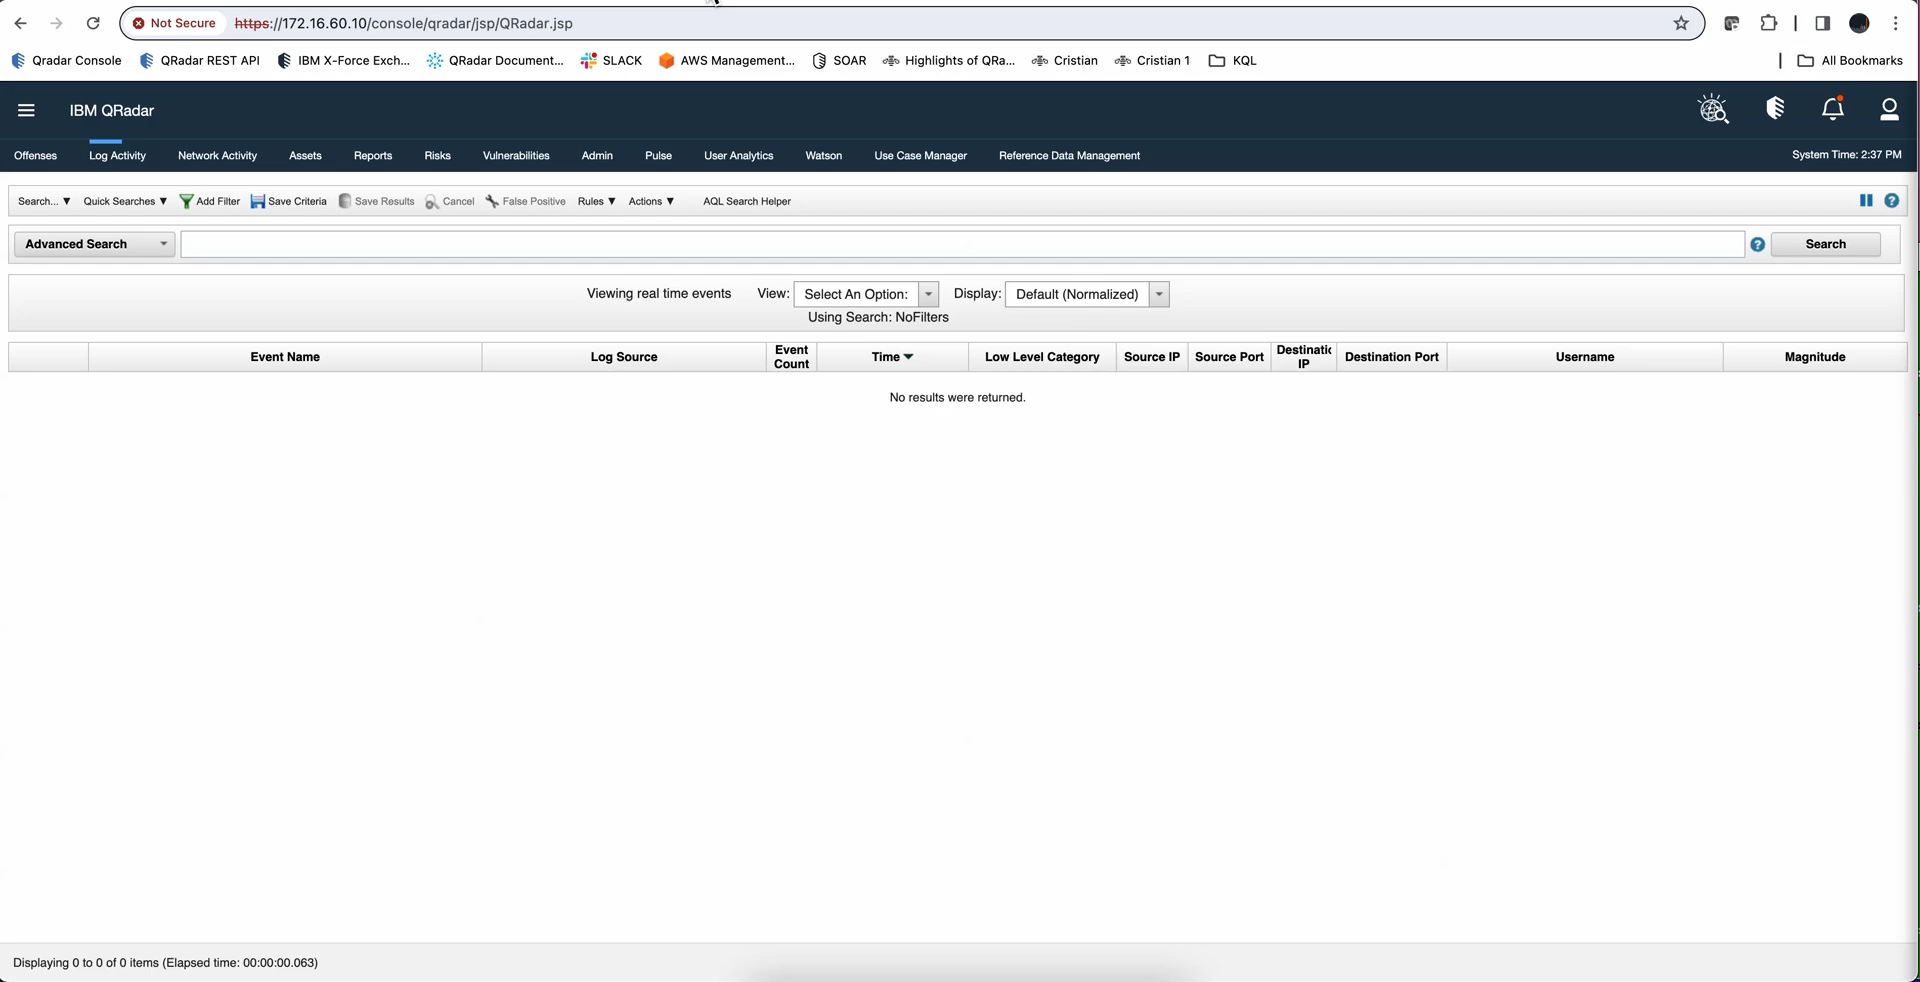 Not Secure https://172.16.60.10/console/qradar/jsp/QRadar.jsp
Qradar Console QRadar REST API IBM X-Force Exch... QRadar Document... SLACK AWS Management... SOAR Highlights of QRa... Cristian Cristian 1 KQL All Bookmarks
IBM QRadar
Offenses Log Activity Network Activity Assets Reports Risks Vulnerabilities Admin Pulse User Analytics Watson Use Case Manager Reference Data Management System Time: 2:37 PM
Search... ▼ Quick Searches ▼ Add Filter Save Criteria Save Results Cancel False Positive Rules ▼ Actions ▼ AQL Search Helper
Advanced Search Search
Viewing real time events View: Select An Option: Display: Default (Normalized)
Using Search: NoFilters
Event Name Log Source Event Count Time Low Level Category Source IP Source Port Destinatic IP Destination Port Username Magnitude
No results were returned.
Displaying 0 to 0 of 0 items (Elapsed time: 00:00:00.063)